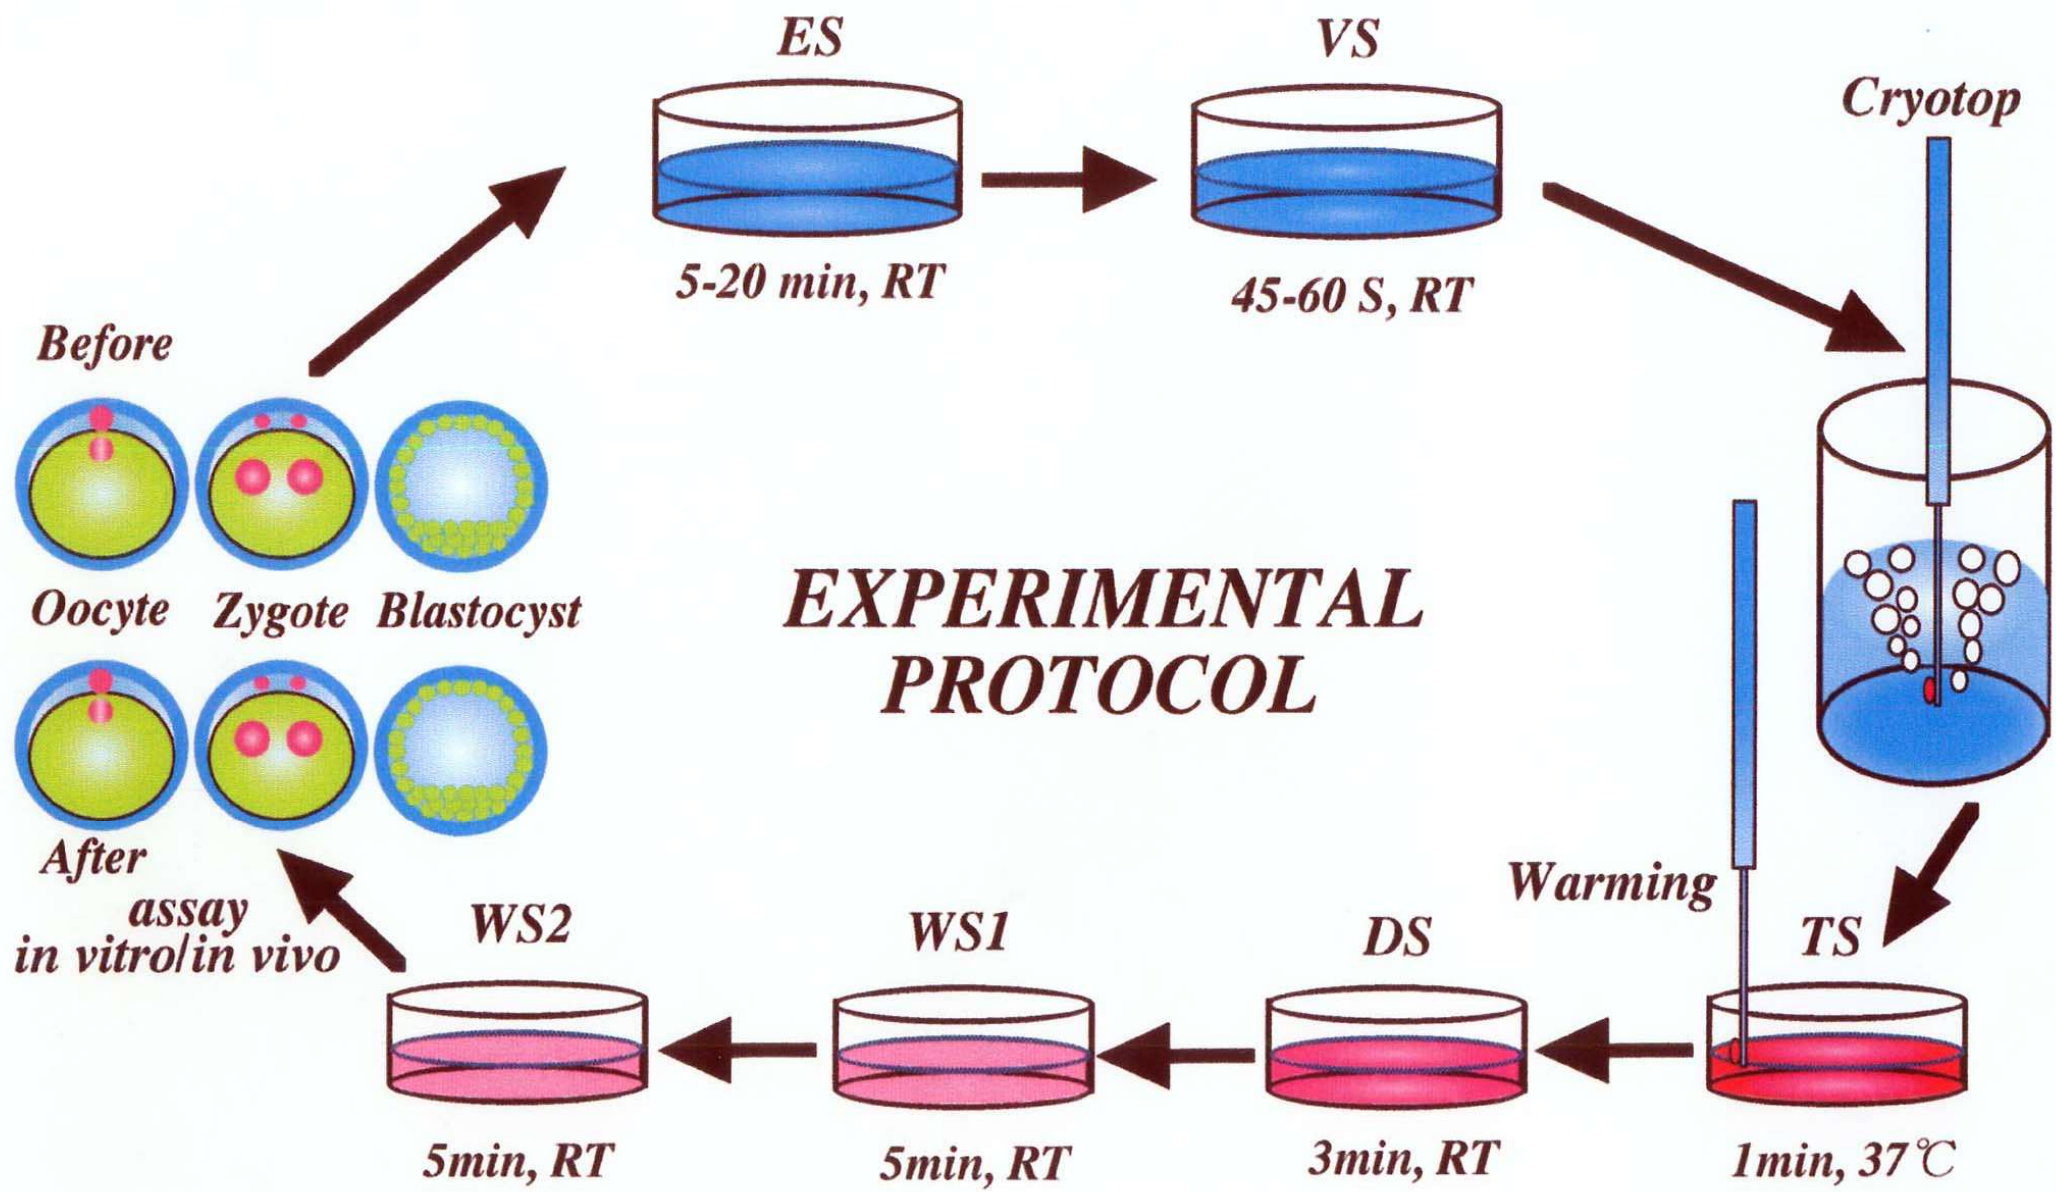 ES
VS
Cryotop
5-20 min, RT
45-60 S, RT
Before
Oocyte
Zygote
Blastocyst
EXPERIMENTAL
PROTOCOL
After
assay
in vitro/in vivo
Warming
TS
DS
WS1
WS2
1min, 37℃
3min, RT
5min, RT
5min, RT